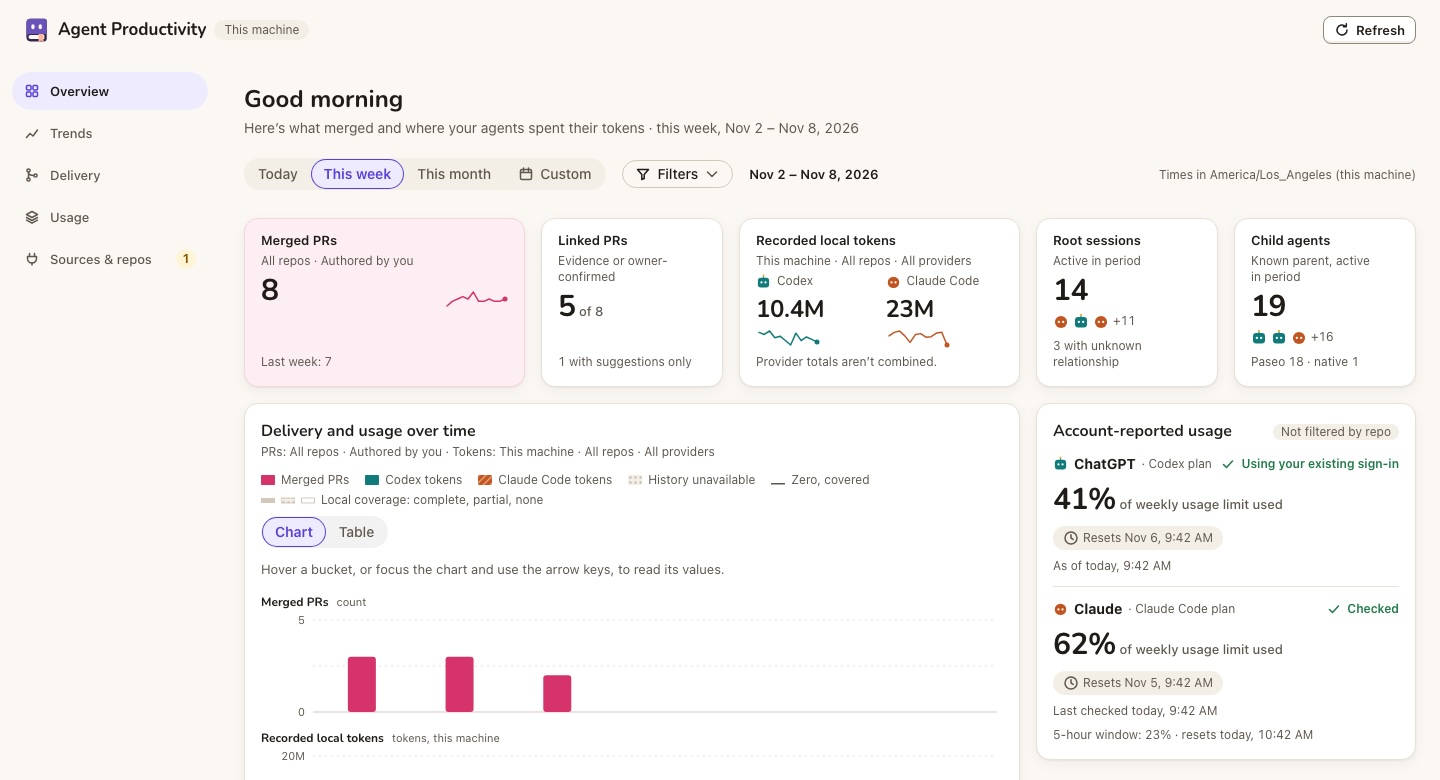 Agent Productivity This machine
Refresh
Overview
Trends
Delivery
Usage
Sources & repos 1
Good morning
Here's what merged and where your agents spent their tokens · this week, Nov 2 – Nov 8, 2026
Today This week This month Custom Filters Nov 2 – Nov 8, 2026 Times in America/Los_Angeles (this machine)
Merged PRs
All repos · Authored by you
8
Last week: 7
Linked PRs
Evidence or owner-
confirmed
5 of 8
1 with suggestions only
Recorded local tokens
This machine · All repos · All providers
Codex Claude Code
10.4M 23M
Provider totals aren't combined.
Root sessions
Active in period
14
+11
3 with unknown
relationship
Child agents
Known parent, active
in period
19
+16
Paseo 18 · native 1
Delivery and usage over time
PRs: All repos · Authored by you · Tokens: This machine · All repos · All providers
Merged PRs Codex tokens Claude Code tokens History unavailable Zero, covered
Local coverage: complete, partial, none
Chart Table
Hover a bucket, or focus the chart and use the arrow keys, to read its values.
Merged PRs count
5
0
Recorded local tokens tokens, this machine
20M
Account-reported usage Not filtered by repo
ChatGPT · Codex plan Using your existing sign-in
41% of weekly usage limit used
Resets Nov 6, 9:42 AM
As of today, 9:42 AM
Claude · Claude Code plan Checked
62% of weekly usage limit used
Resets Nov 5, 9:42 AM
Last checked today, 9:42 AM
5-hour window: 23% · resets today, 10:42 AM